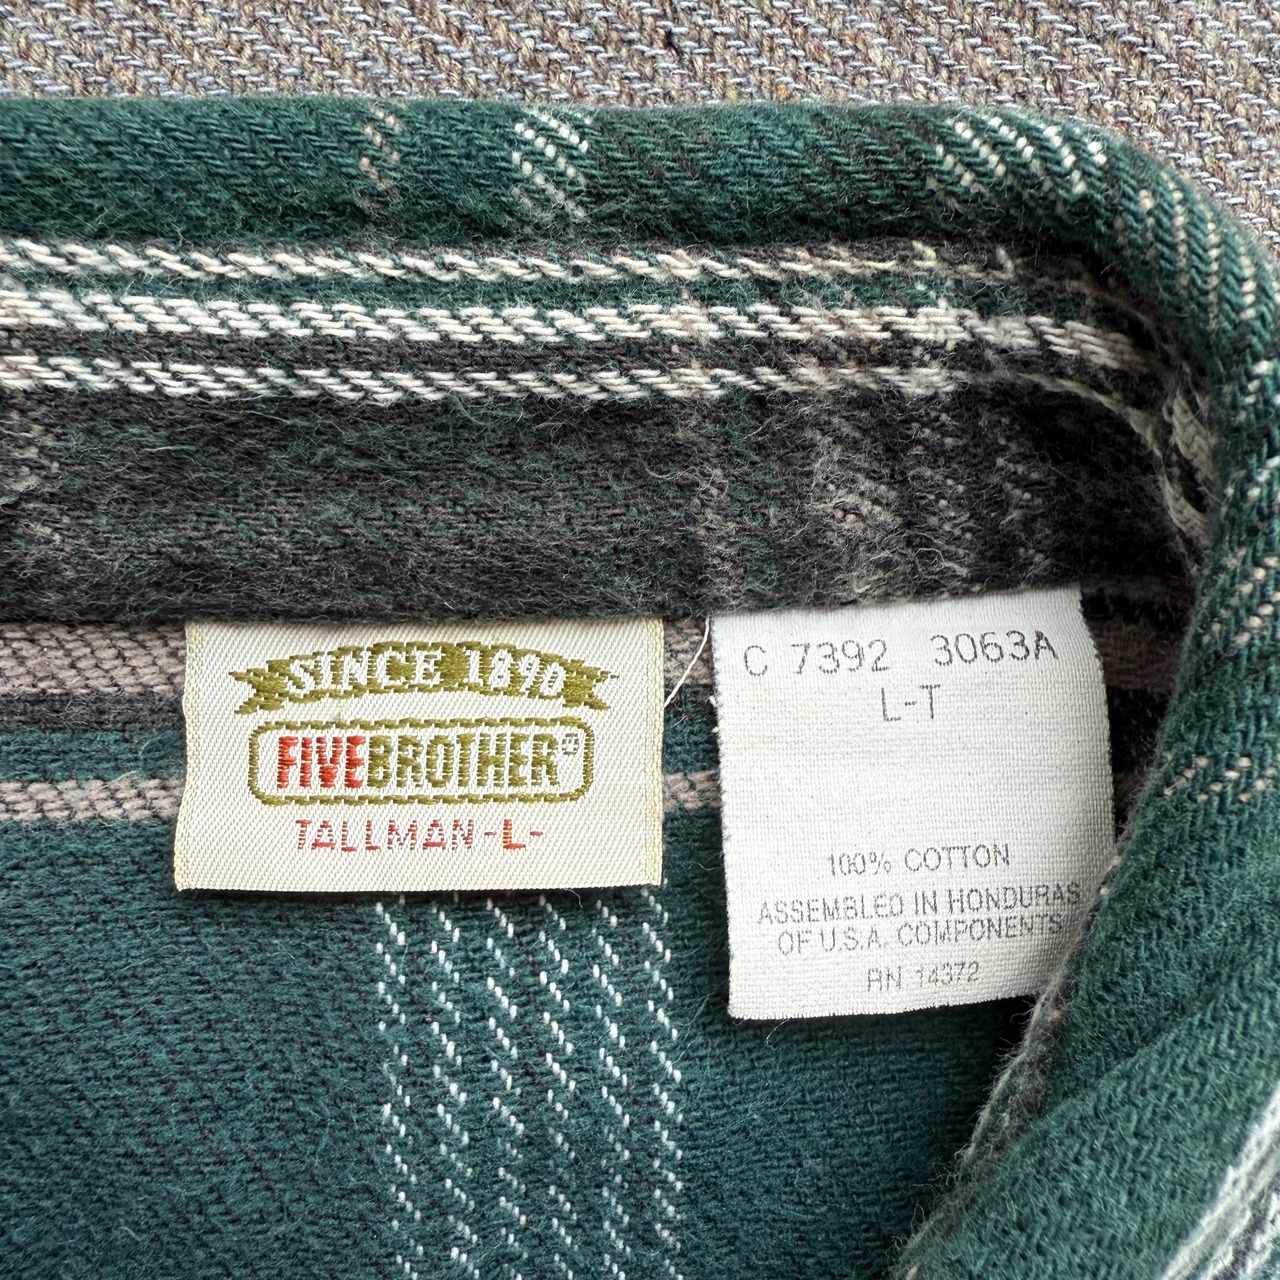 SINCE 1890
FIVEBROTHER®
TALLMAN -L-
C 7392 3063A
L-T
100% COTTON
ASSEMBLED IN HONDURAS
OF U.S.A. COMPONENTS
RN 14372